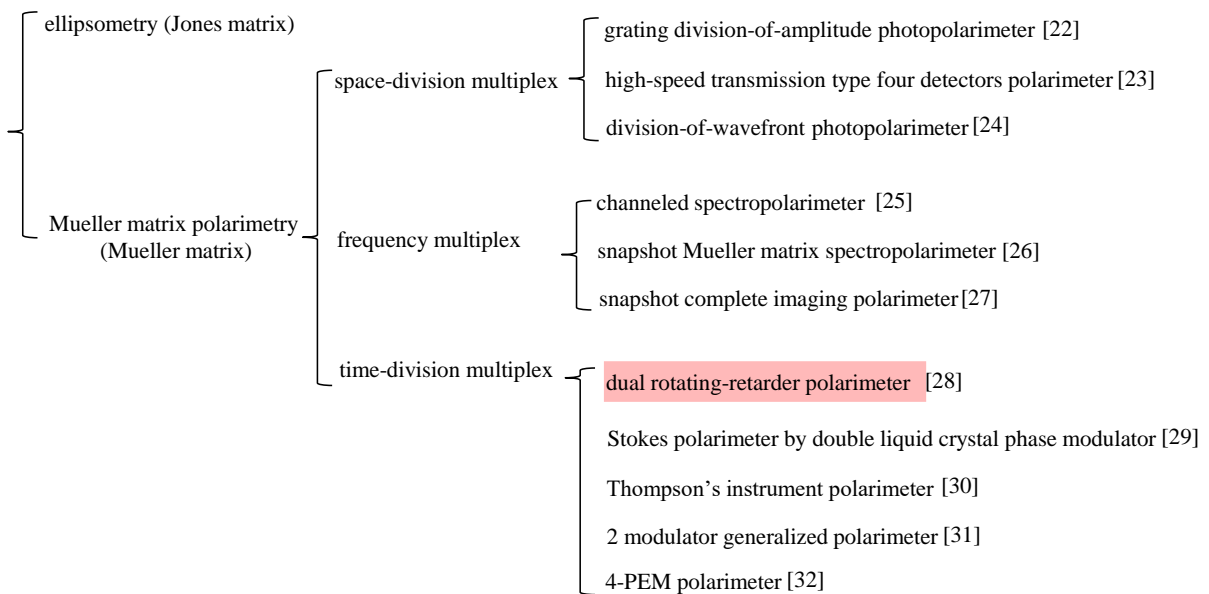 ellipsometry (Jones matrix)
Mueller matrix polarimetry
(Mueller matrix)
space-division multiplex
grating division-of-amplitude photopolarimeter [22]
high-speed transmission type four detectors polarimeter [23]
division-of-wavefront photopolarimeter [24]
frequency multiplex
channeled spectropolarimeter [25]
snapshot Mueller matrix spectropolarimeter [26]
snapshot complete imaging polarimeter [27]
time-division multiplex
dual rotating-retarder polarimeter [28]
Stokes polarimeter by double liquid crystal phase modulator [29]
Thompson’s instrument polarimeter [30]
2 modulator generalized polarimeter [31]
4-PEM polarimeter [32]